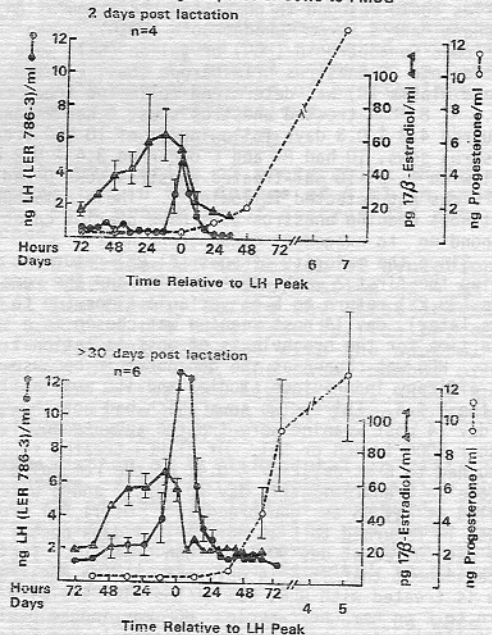 2 days post lactation
n=4
ng LH (LER 786-3)/ml
12
10
8
6
4
2
100
80
60
40
20
pg 17β-Estradiol/ml
12
10
8
6
4
2
ng Progesterone/ml
Hours 72 48 24 0 24 48 72
Days 6 7
Time Relative to LH Peak
>30 days post lactation
n=6
ng LH (LER 786-3)/ml
12
10
8
6
4
2
100
80
60
40
20
pg 17β-Estradiol/ml
12
10
8
6
4
2
ng Progesterone/ml
Hours 72 48 24 0 24 48 72
Days 4 5
Time Relative to LH Peak